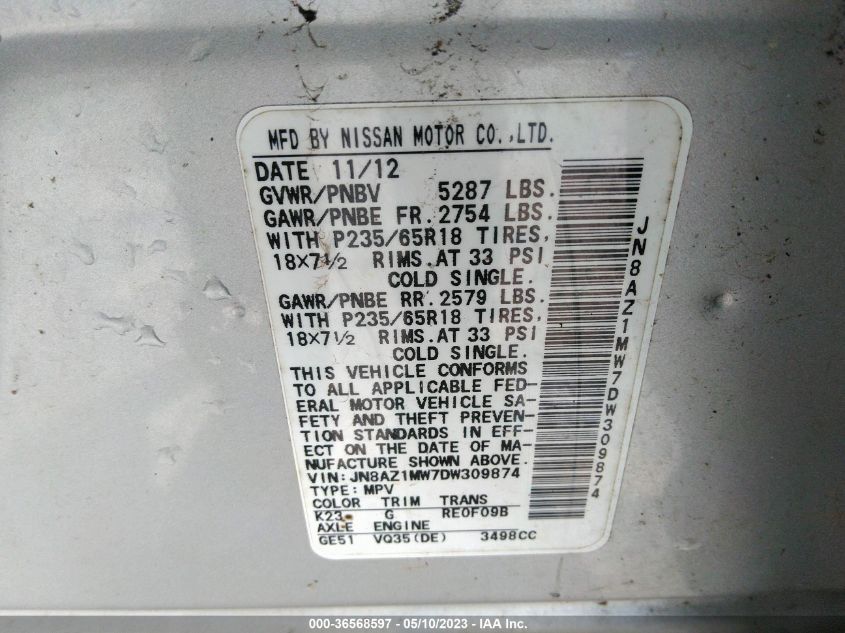 MFD BY NISSAN MOTOR CO.,LTD.
DATE 11/12
GVWR/PNBV 5287 LBS.
GAWR/PNBE FR. 2754 LBS.
WITH P235/65R18 TIRES,
18X7½ RIMS.AT 33 PSI
COLD SINGLE.
GAWR/PNBE RR. 2579 LBS.
WITH P235/65R18 TIRES,
18X7½ RIMS.AT 33 PSI
COLD SINGLE.
THIS VEHICLE CONFORMS
TO ALL APPLICABLE FED-
ERAL MOTOR VEHICLE SA-
FETY AND THEFT PREVEN-
TION STANDARDS IN EFF-
ECT ON THE DATE OF MA-
NUFACTURE SHOWN ABOVE.
VIN: JN8AZ1MW7DW309874
TYPE: MPV
COLOR TRIM TRANS
K23 G RE0F09B
AXLE ENGINE
GE51 VQ35(DE) 3498CC
JN8AZ1MW7DW309874
000-36568597 - 05/10/2023 - IAA Inc.